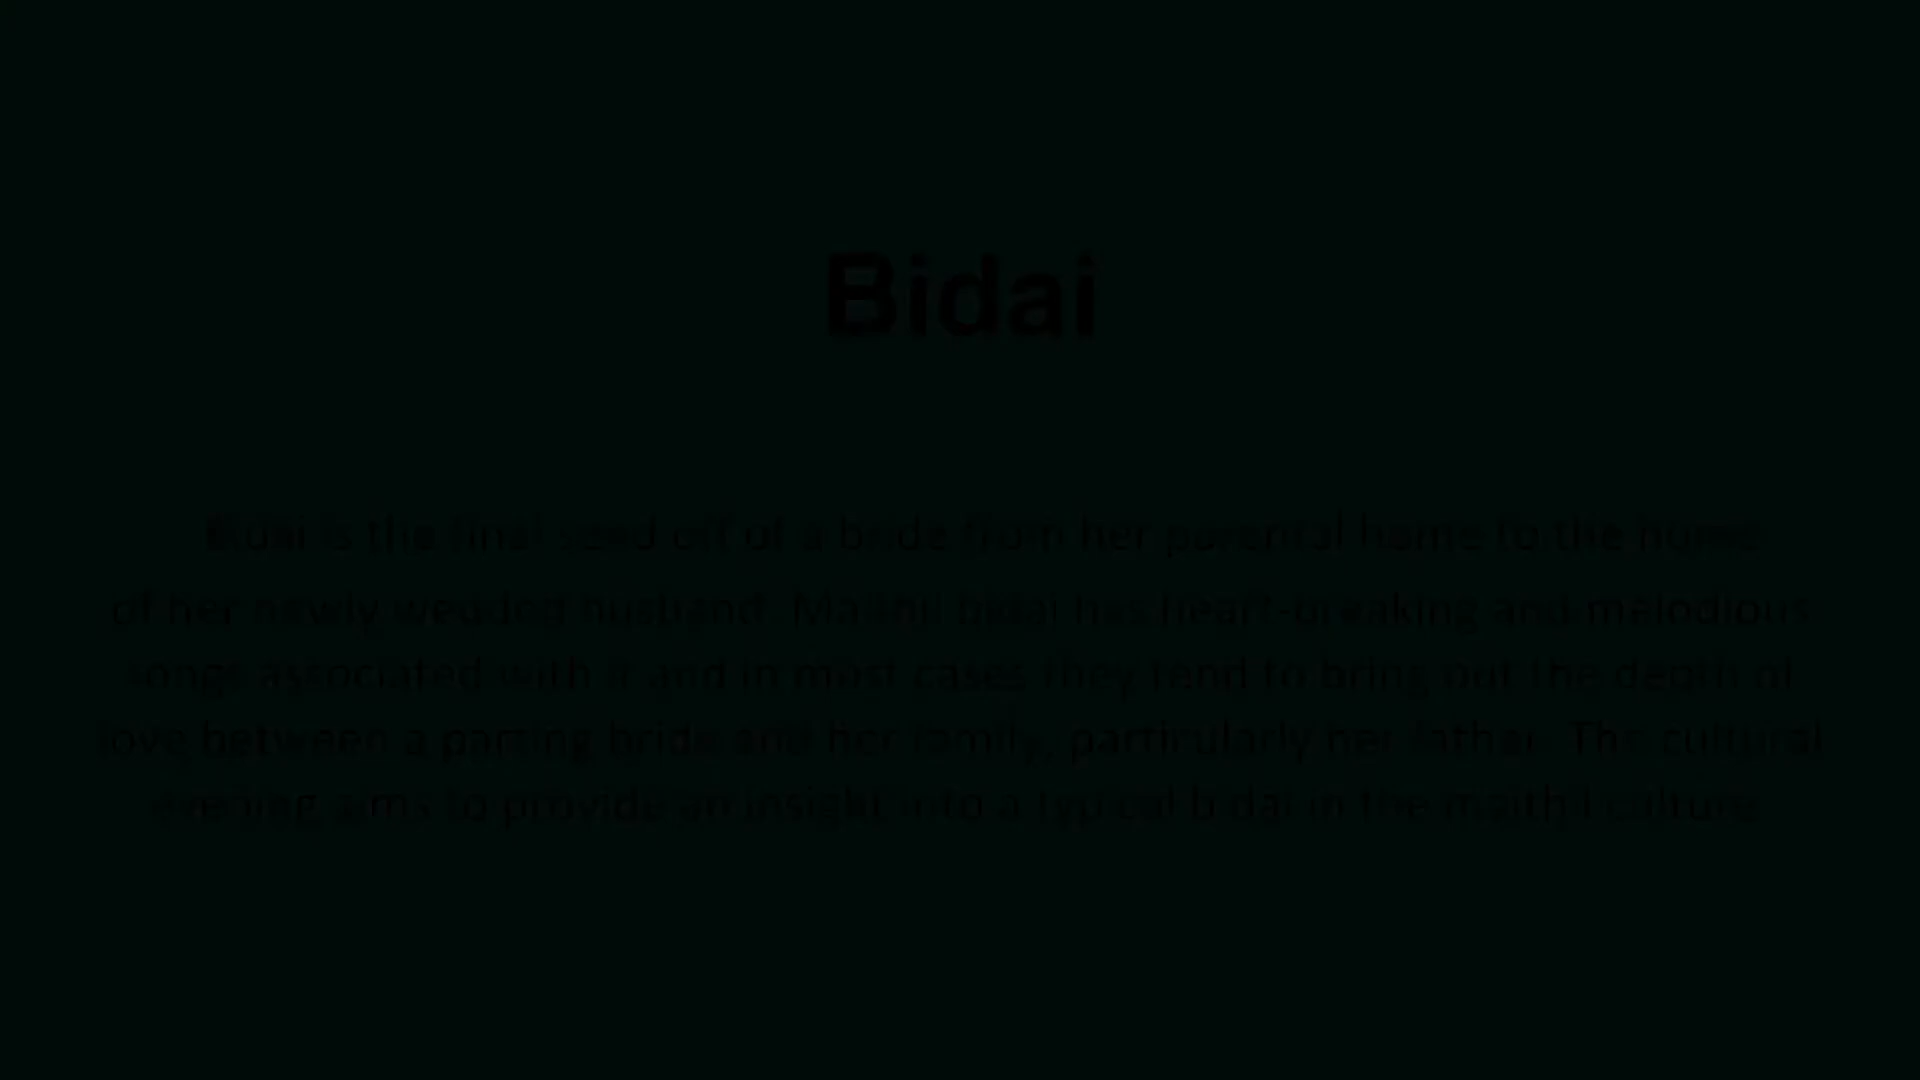 Bidai
Bidai is the final send off of a bride from her parental home to the home
of her newly wedded husband. Maithili bidai has heart-breaking and melodious
songs associated with it and in most cases they tend to bring out the depth of
love between a parting bride and her family, particularly her father. The cultural
evening aims to provide an insight into a typical bidai in the maithili culture